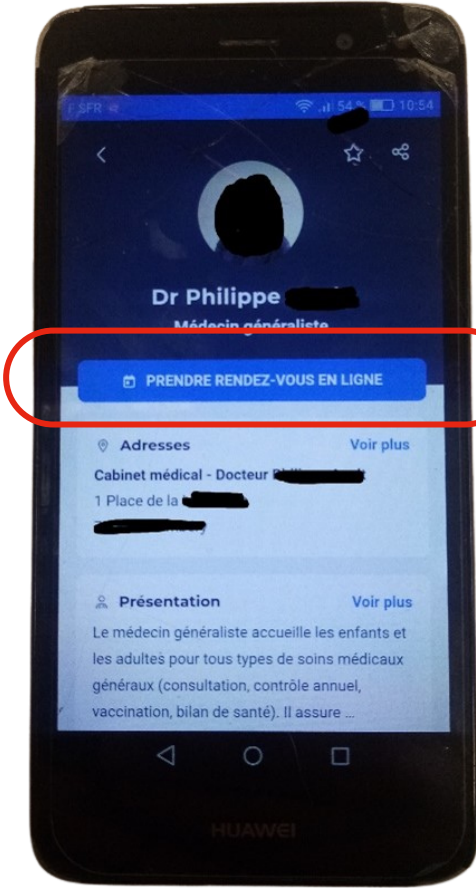 SFR
54 % 10:54
Dr Philippe
Médecin généraliste
PRENDRE RENDEZ-VOUS EN LIGNE
Adresses Voir plus
Cabinet médical - Docteur
1 Place de la
Présentation Voir plus
Le médecin généraliste accueille les enfants et
les adultes pour tous types de soins médicaux
généraux (consultation, contrôle annuel,
vaccination, bilan de santé). Il assure ...
HUAWEI